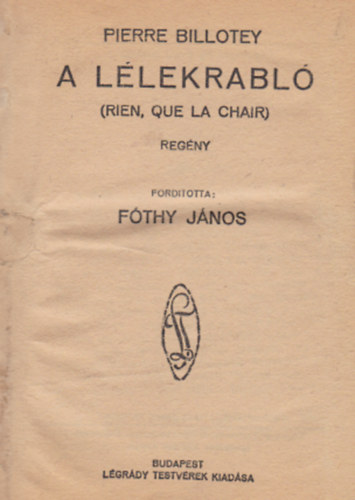 PIERRE BILLOTEY
A LÉLEKRABLÓ
(RIEN, QUE LA CHAIR)
REGÉNY
FORDITOTTA:
FÓTHY JÁNOS
BUDAPEST
LÉGRÁDY TESTVÉREK KIADÁSA